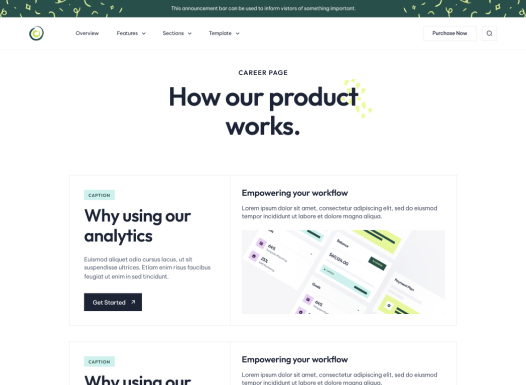 This announcement bar can be used to inform vistors of something important.
Overview
Features
Sections
Template
Purchase Now
CAREER PAGE
How our product
works.
CAPTION
Why using our
analytics
Euismod aliquet odio cursus lacus, ut sit
suspendisse ultrices. Etiam enim risus faucibus
feugiat ut enim in sed tincidunt.
Get Started
Empowering your workflow
Lorem ipsum dolor sit amet, consectetur adipiscing elit, sed do eiusmod
tempor incididunt ut labore et dolore magna aliqua.
Balance
Goals
Payment Plan
CAPTION
Why using our
Empowering your workflow
Lorem ipsum dolor sit amet, consectetur adipiscing elit, sed do eiusmod
tempor incididunt ut labore et dolore magna aliqua.